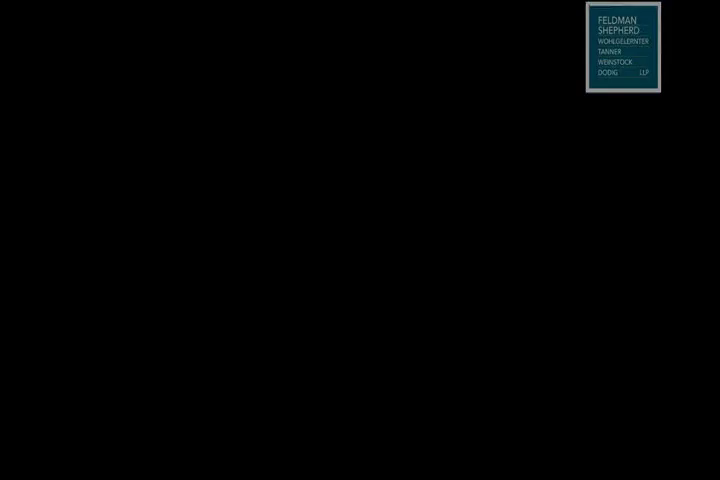 FELDMAN
SHEPHERD
WOHLGELERNTER
TANNER
WEINSTOCK
DODIG LLP